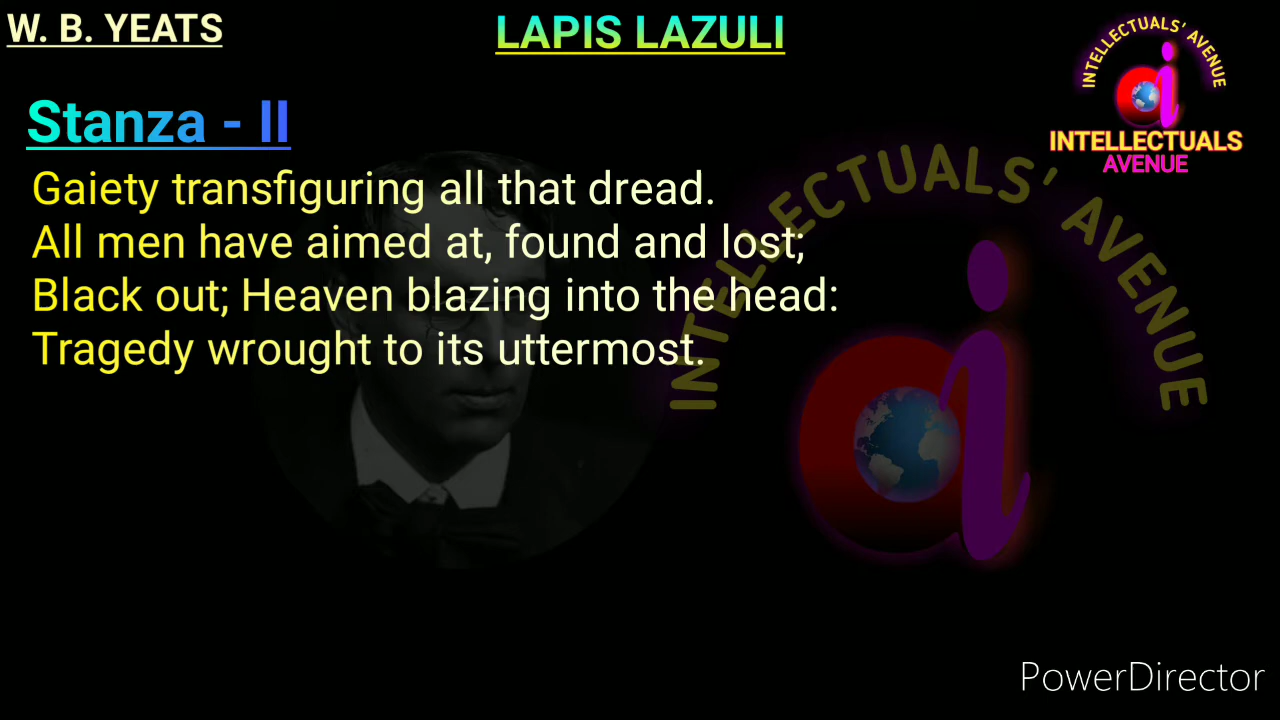 W. B. YEATS
LAPIS LAZULI
INTELLECTUALS' AVENUE
INTELLECTUALS
AVENUE
Stanza - II
Gaiety transfiguring all that dread.
All men have aimed at, found and lost;
Black out; Heaven blazing into the head:
Tragedy wrought to its uttermost.
INTELLECTUALS' AVENUE
PowerDirector